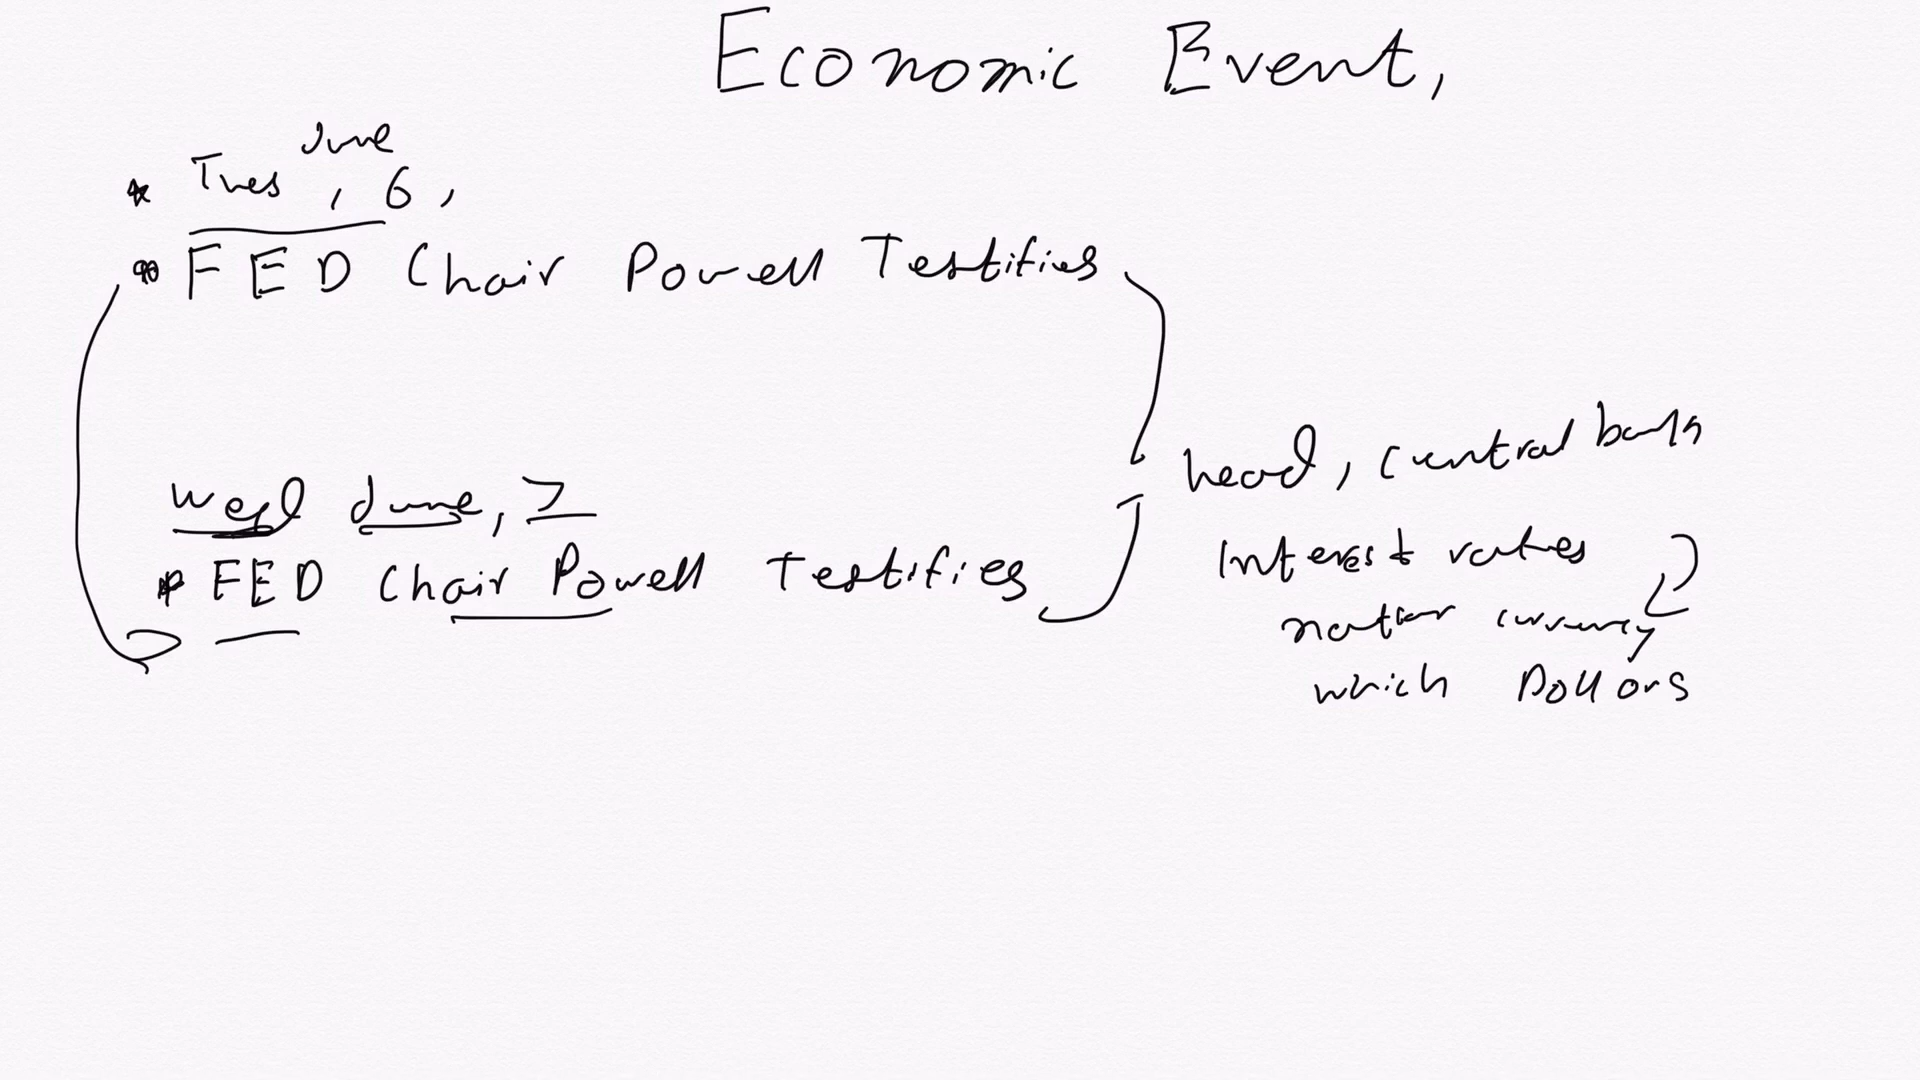 Economic Event,
June
* Tues , 6 ,
* FED Chair Powell Testifies
head, central bank
Wed June, 7
* FED Chair Powell Testifies
Interest rates
currency
which Dollars